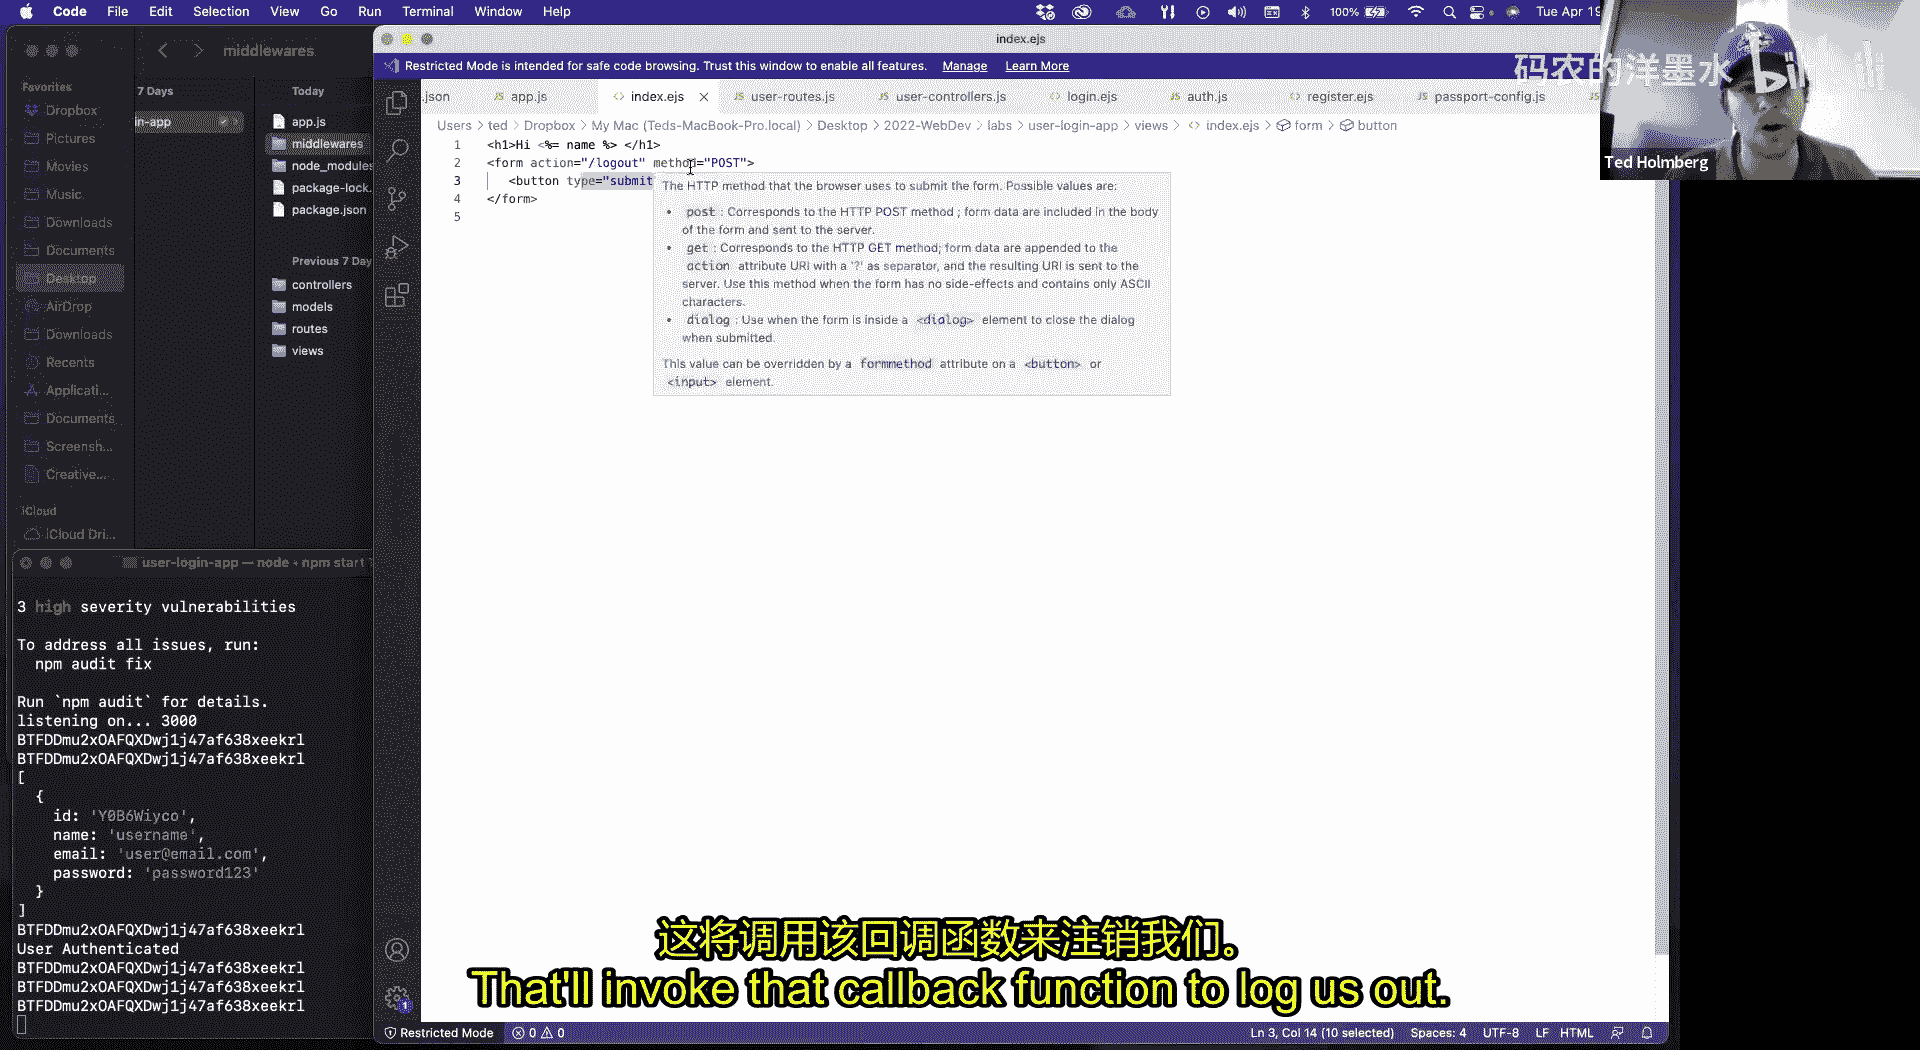 Code File Edit Selection View Go Run Terminal Window Help
100%
Tue Apr 19
middlewares
Favorites
Dropbox
Pictures
Movies
Music
Downloads
Documents
Desktop
AirDrop
Downloads
Recents
Applicati...
Documents
Screensh...
Creative...
iCloud
iCloud Dri...
7 Days
in-app
Today
app.js
middlewares
node_modules
package-lock.
package.json
Previous 7 Day
controllers
models
routes
views
index.ejs
Restricted Mode is intended for safe code browsing. Trust this window to enable all features. Manage Learn More
.json
JS app.js
index.ejs
JS user-routes.js
JS user-controllers.js
login.ejs
JS auth.js
register.ejs
JS passport-config.js
JS
Users > ted > Dropbox > My Mac (Teds-MacBook-Pro.local) > Desktop > 2022-WebDev > labs > user-login-app > views > index.ejs > form > button
1 <h1>Hi <%= name %> </h1>
2 <form action="/logout" method="POST">
3 <button type="submit
4 </form>
5
The HTTP method that the browser uses to submit the form. Possible values are:
• post : Corresponds to the HTTP POST method ; form data are included in the body
of the form and sent to the server.
• get : Corresponds to the HTTP GET method; form data are appended to the
action attribute URI with a '?' as separator, and the resulting URI is sent to the
server. Use this method when the form has no side-effects and contains only ASCII
characters.
• dialog : Use when the form is inside a <dialog> element to close the dialog
when submitted.
This value can be overridden by a formmethod attribute on a <button> or
<input> element.
码农的洋墨水
bilibili
Ted Holmberg
user-login-app — node ◂ npm start
3 high severity vulnerabilities
To address all issues, run:
npm audit fix
Run `npm audit` for details.
listening on... 3000
BTFDDmu2xOAFQXDwj1j47af638xeekrl
BTFDDmu2xOAFQXDwj1j47af638xeekrl
[
{
id: 'Y0B6Wiyco',
name: 'username',
email: 'user@email.com',
password: 'password123'
}
]
BTFDDmu2xOAFQXDwj1j47af638xeekrl
User Authenticated
BTFDDmu2xOAFQXDwj1j47af638xeekrl
BTFDDmu2xOAFQXDwj1j47af638xeekrl
BTFDDmu2xOAFQXDwj1j47af638xeekrl
这将调用该回调函数来注销我们。
That'll invoke that callback function to log us out.
Restricted Mode 0 0
Ln 3, Col 14 (10 selected) Spaces: 4 UTF-8 LF HTML